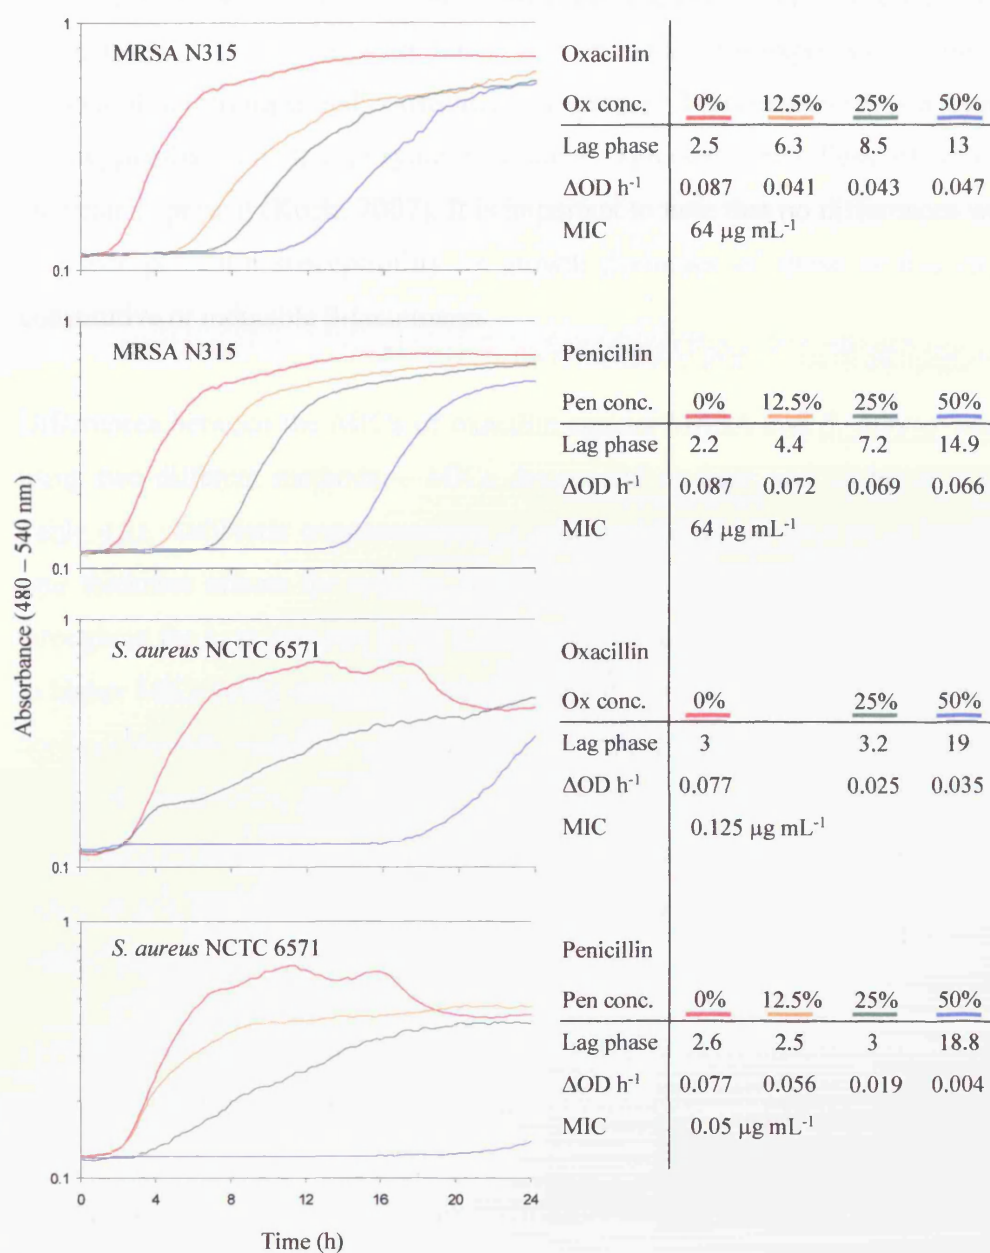 Absorbance (480 – 540 nm)
1
MRSA N315
0.1
Oxacillin
Ox conc. 0% 12.5% 25% 50%
Lag phase 2.5 6.3 8.5 13
ΔOD h-1 0.087 0.041 0.043 0.047
MIC 64 µg mL-1
1
MRSA N315
0.1
Penicillin
Pen conc. 0% 12.5% 25% 50%
Lag phase 2.2 4.4 7.2 14.9
ΔOD h-1 0.087 0.072 0.069 0.066
MIC 64 µg mL-1
1
S. aureus NCTC 6571
0.1
Oxacillin
Ox conc. 0% 25% 50%
Lag phase 3 3.2 19
ΔOD h-1 0.077 0.025 0.035
MIC 0.125 µg mL-1
1
S. aureus NCTC 6571
0.1
Penicillin
Pen conc. 0% 12.5% 25% 50%
Lag phase 2.6 2.5 3 18.8
ΔOD h-1 0.077 0.056 0.019 0.004
MIC 0.05 µg mL-1
0 4 8 12 16 20 24
Time (h)